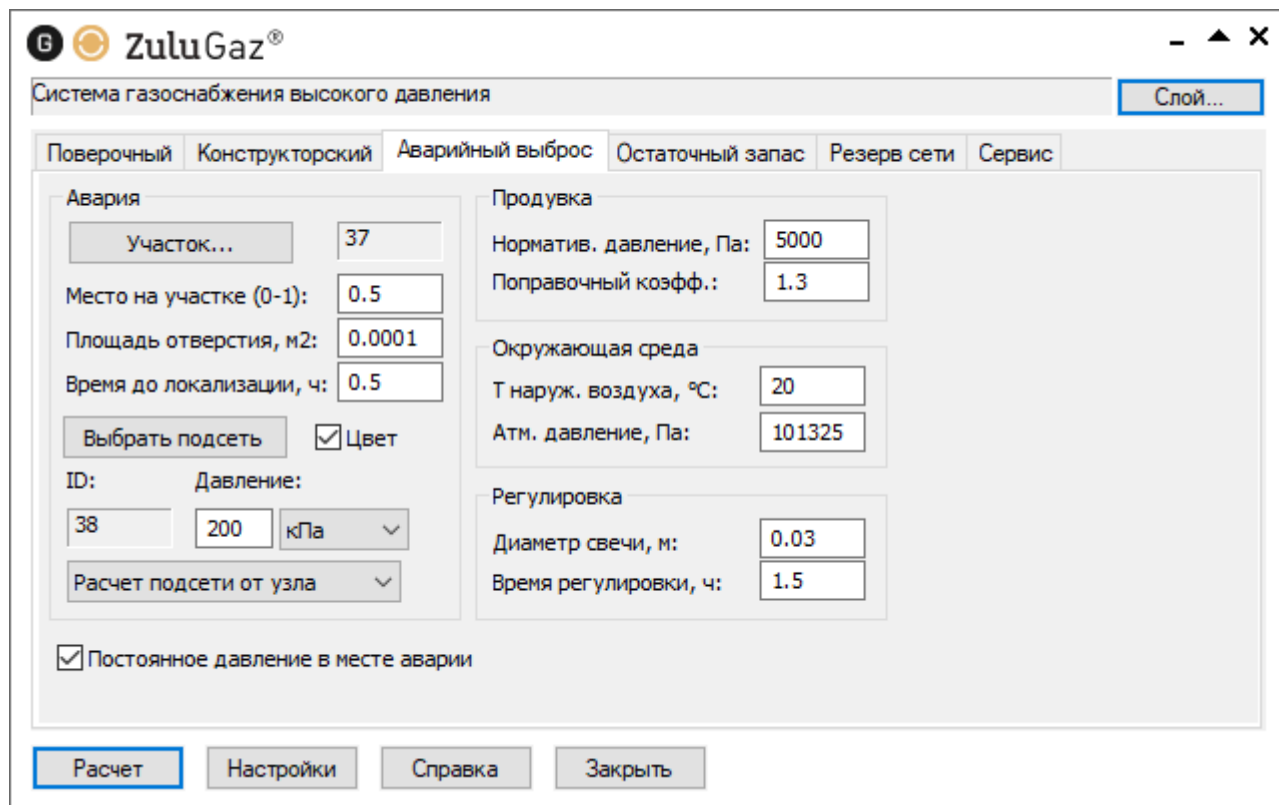 G ZuluGaz®
Система газоснабжения высокого давления Слой...
Поверочный Конструкторский Аварийный выброс Остаточный запас Резерв сети Сервис
Авария
Участок... 37
Место на участке (0-1): 0.5
Площадь отверстия, м2: 0.0001
Время до локализации, ч: 0.5
Выбрать подсеть Цвет
ID: Давление:
38 200 кПа
Расчет подсети от узла
Продувка
Норматив. давление, Па: 5000
Поправочный коэфф.: 1.3
Окружающая среда
Т наруж. воздуха, °С: 20
Атм. давление, Па: 101325
Регулировка
Диаметр свечи, м: 0.03
Время регулировки, ч: 1.5
Постоянное давление в месте аварии
Расчет Настройки Справка Закрыть